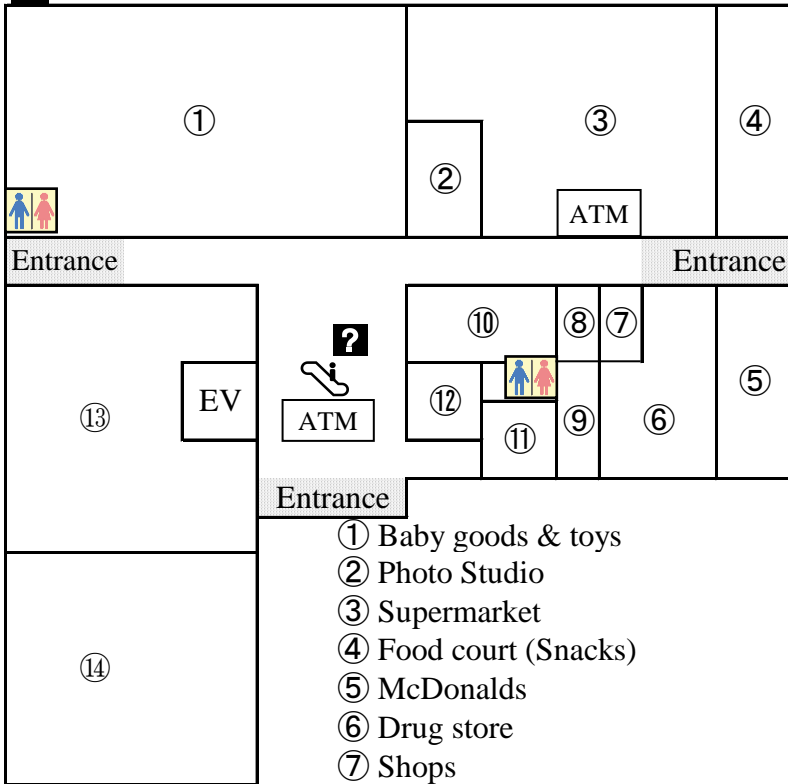 ①
③
④
②
ATM
Entrance
Entrance
⑩
⑧
⑦
?
EV
ATM
⑫
⑤
⑬
⑪
⑨
⑥
Entrance
① Baby goods & toys
② Photo Studio
③ Supermarket
④ Food court (Snacks)
⑤ McDonalds
⑥ Drug store
⑦ Shops
⑭